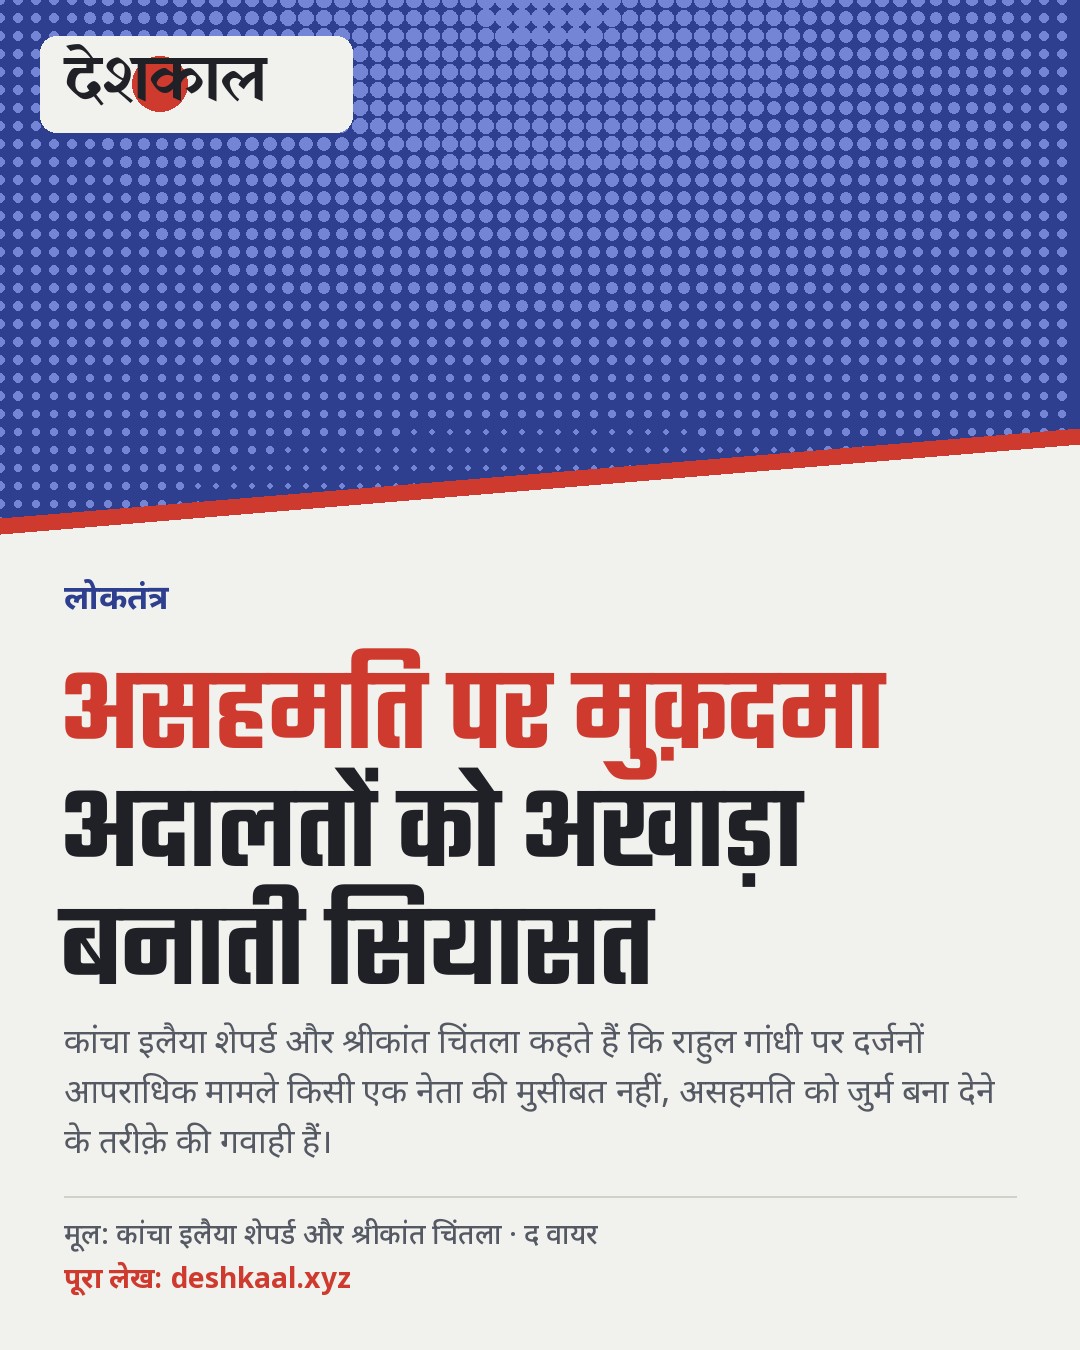 देशकाल
लोकतंत्र
असहमति पर मुक़दमा
अदालतों को अखाड़ा
बनाती सियासत
कांचा इलैया शेपर्ड और श्रीकांत चिंतला कहते हैं कि राहुल गांधी पर दर्जनों
आपराधिक मामले किसी एक नेता की मुसीबत नहीं, असहमति को जुर्म बना देने
के तरीक़े की गवाही हैं।
मूल: कांचा इलैया शेपर्ड और श्रीकांत चिंतला · द वायर
पूरा लेख: deshkaal.xyz